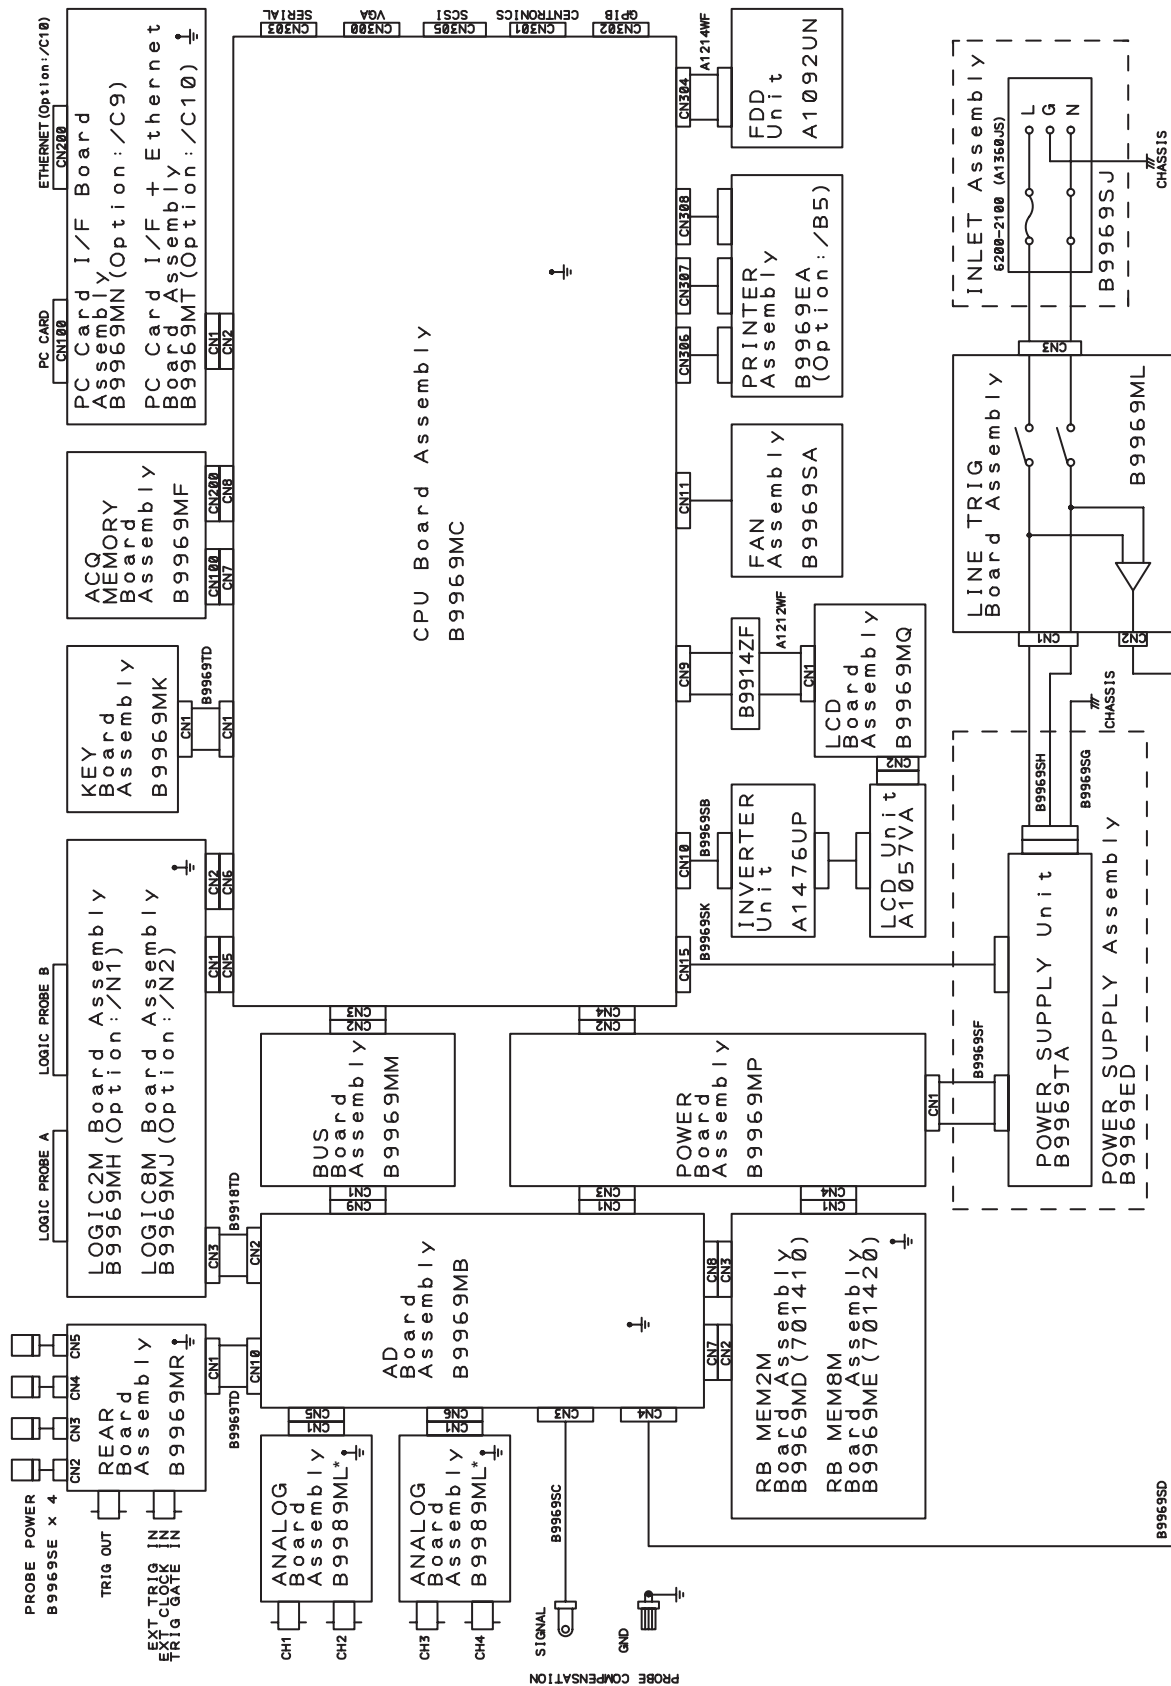 PROBE POWER
B9969SE × 4
CN2
CN3
CN4
CN5
TRIG OUT
EXT TRIG IN
EXT CLOCK IN
TRIG GATE IN
REAR
Board
Assembly
B9969MR
CN1
B9969TD
CN10
LOGIC PROBE A
LOGIC PROBE B
LOGIC2M Board Assembly
B9969MH(Option:/N1)
LOGIC8M Board Assembly
B9969MJ(Option:/N2)
CN3
B9918TD
CN2
CN1
CN5
CN2
CN6
KEY
Board
Assembly
B9969MK
CN1
B9969TD
CN1
ACQ
MEMORY
Board
Assembly
B9969MF
CN100
CN7
CN200
CN8
PC CARD
CN100
ETHERNET(Option:/C10)
CN200
PC Card I/F Board
Assembly
B9969MN(Option:/C9)
PC Card I/F + Ethernet
Board Assembly
B9969MT(Option:/C10)
CN1
CN2
CH1
CH2
ANALOG
Board
Assembly
B9989ML*
CN1
CN5
CH3
CH4
ANALOG
Board
Assembly
B9989ML*
CN1
CN6
SIGNAL
B9969SC
CN3
GND
CN4
PROBE COMPENSATION
AD
Board
Assembly
B9969MB
CN9
CN1
BUS
Board
Assembly
B9969MM
CN2
CN3
CN1
CN3
POWER
Board
Assembly
B9969MP
CN2
CN4
CN7
CN2
CN8
CN3
RB MEM2M
Board Assembly
B9969MD(701410)
RB MEM8M
Board Assembly
B9969ME(701420)
CN1
CN4
CN1
CPU Board Assembly
B9969MC
CN303
SERIAL
CN300
VGA
CN305
SCSI
CN301
CENTRONICS
CN302
GPIB
CN15
B9969SK
CN10
B9969SB
INVERTER
Unit
A1476UP
LCD Unit
A1057VA
CN9
B9914ZF
A1212WF
CN1
LCD
Board
Assembly
B9969MQ
CN2
CN11
FAN
Assembly
B9969SA
CN306
CN307
CN308
PRINTER
Assembly
B9969EA
(Option:/B5)
CN304
A1214WF
FDD
Unit
A1092UN
B9969SF
POWER SUPPLY Unit
B9969TA
POWER SUPPLY Assembly
B9969ED
B9969SH
B9969SG
CHASSIS
LINE TRIG
Board Assembly
B9969ML
CN1
CN2
CN3
INLET Assembly
6200-2100 (A1360JS)
L
G
N
B9969SJ
CHASSIS
B9969SD